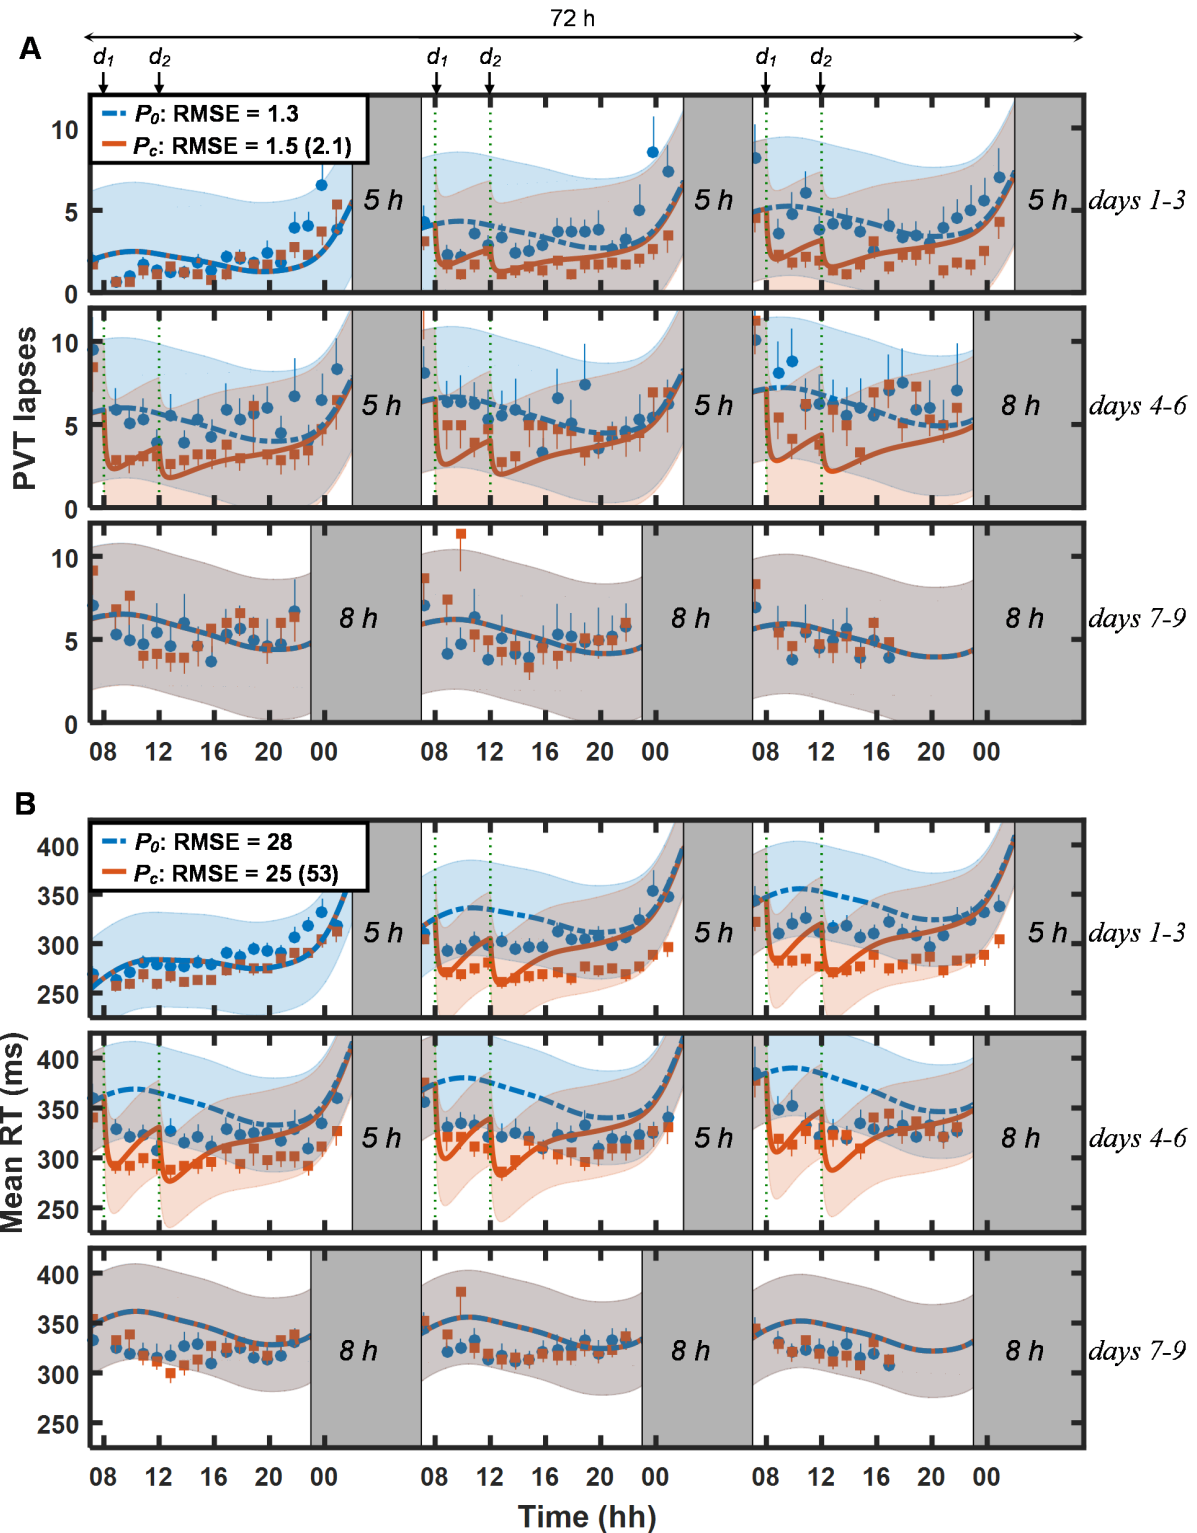 72 h
A
d1 d2 d1 d2 d1 d2
P0: RMSE = 1.3
Pc: RMSE = 1.5 (2.1)
10
5
0
5 h 5 h 5 h days 1-3
PVT lapses
10
5
0
5 h 5 h 8 h days 4-6
10
5
0
8 h 8 h 8 h days 7-9
08 12 16 20 00 08 12 16 20 00 08 12 16 20 00
B
P0: RMSE = 28
Pc: RMSE = 25 (53)
400
350
300
250
5 h 5 h 5 h days 1-3
Mean RT (ms)
400
350
300
250
5 h 5 h 8 h days 4-6
400
350
300
250
8 h 8 h 8 h days 7-9
08 12 16 20 00 08 12 16 20 00 08 12 16 20 00
Time (hh)